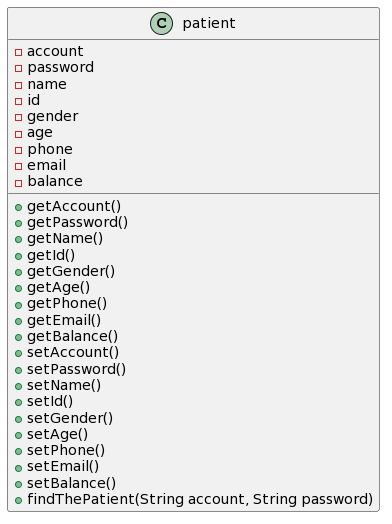 C patient
account
password
name
id
gender
age
phone
email
balance
getAccount()
getPassword()
getName()
getId()
getGender()
getAge()
getPhone()
getEmail()
getBalance()
setAccount()
setPassword()
setName()
setId()
setGender()
setAge()
setPhone()
setEmail()
setBalance()
findThePatient(String account, String password)